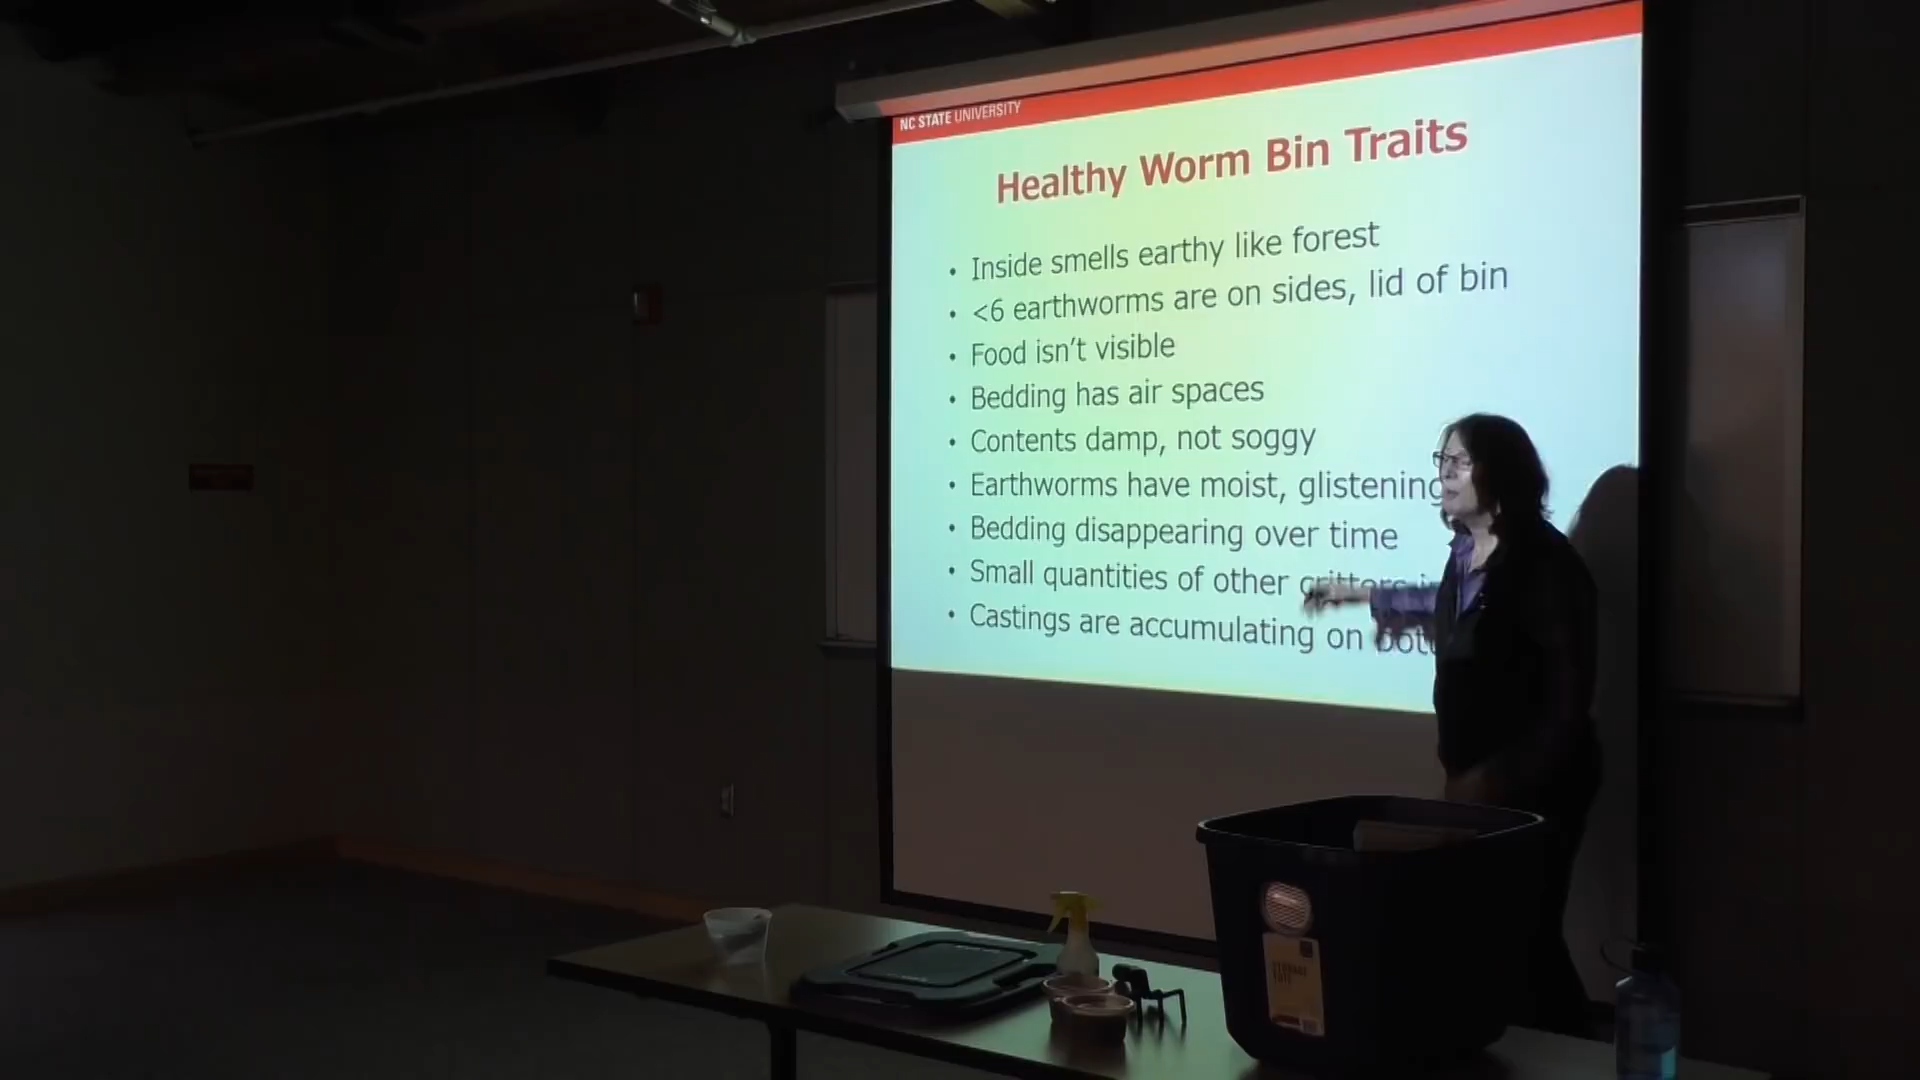 NC STATE UNIVERSITY
Healthy Worm Bin Traits
• Inside smells earthy like forest
• <6 earthworms are on sides, lid of bin
• Food isn't visible
• Bedding has air spaces
• Contents damp, not soggy
• Earthworms have moist, glistening
• Bedding disappearing over time
• Small quantities of other critters
• Castings are accumulating on